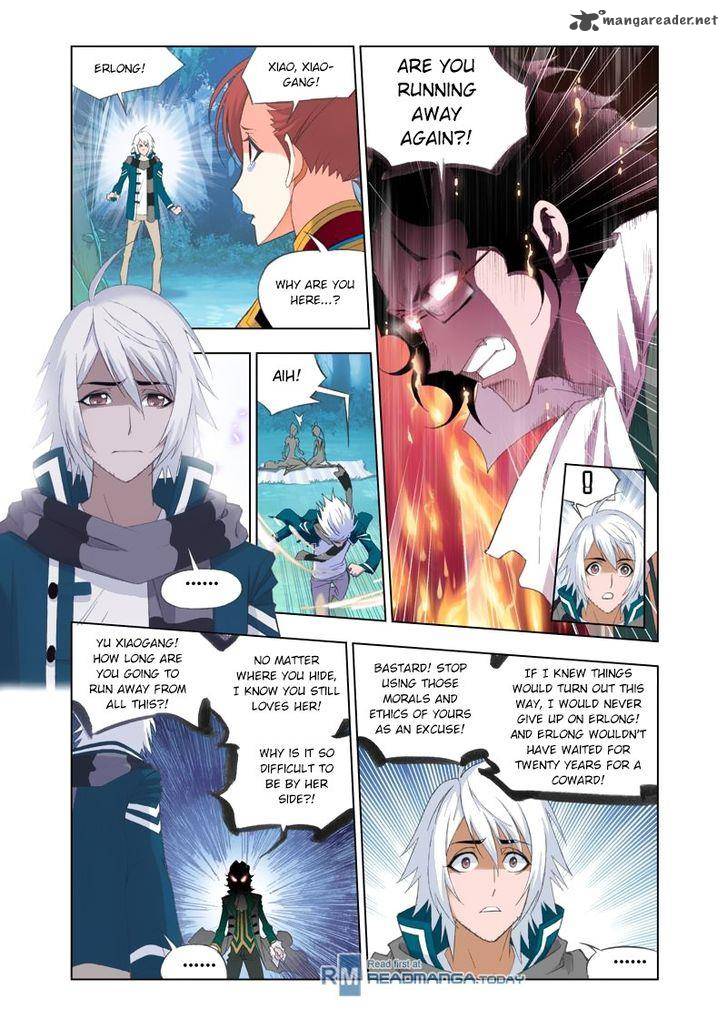 mangareader.net
ERLONG!
XIAO, XIAO-
GANG!
WHY ARE YOU
HERE...?
ARE YOU
RUNNING
AWAY
AGAIN?!
......
AIH!
!
YU XIAOGANG!
HOW LONG ARE
YOU GOING TO
RUN AWAY FROM
ALL THIS?!
NO MATTER
WHERE YOU HIDE,
I KNOW YOU STILL
LOVES HER!
WHY IS IT SO
DIFFICULT TO
BE BY HER
SIDE?!
......
BASTARD! STOP
USING THOSE
MORALS AND
ETHICS OF YOURS
AS AN EXCUSE!
IF I KNEW THINGS
WOULD TURN OUT THIS
WAY, I WOULD NEVER
GIVE UP ON ERLONG!
AND ERLONG WOULDN'T
HAVE WAITED FOR
TWENTY YEARS FOR A
COWARD!
......
RM Read first at
READMANGA.TODAY